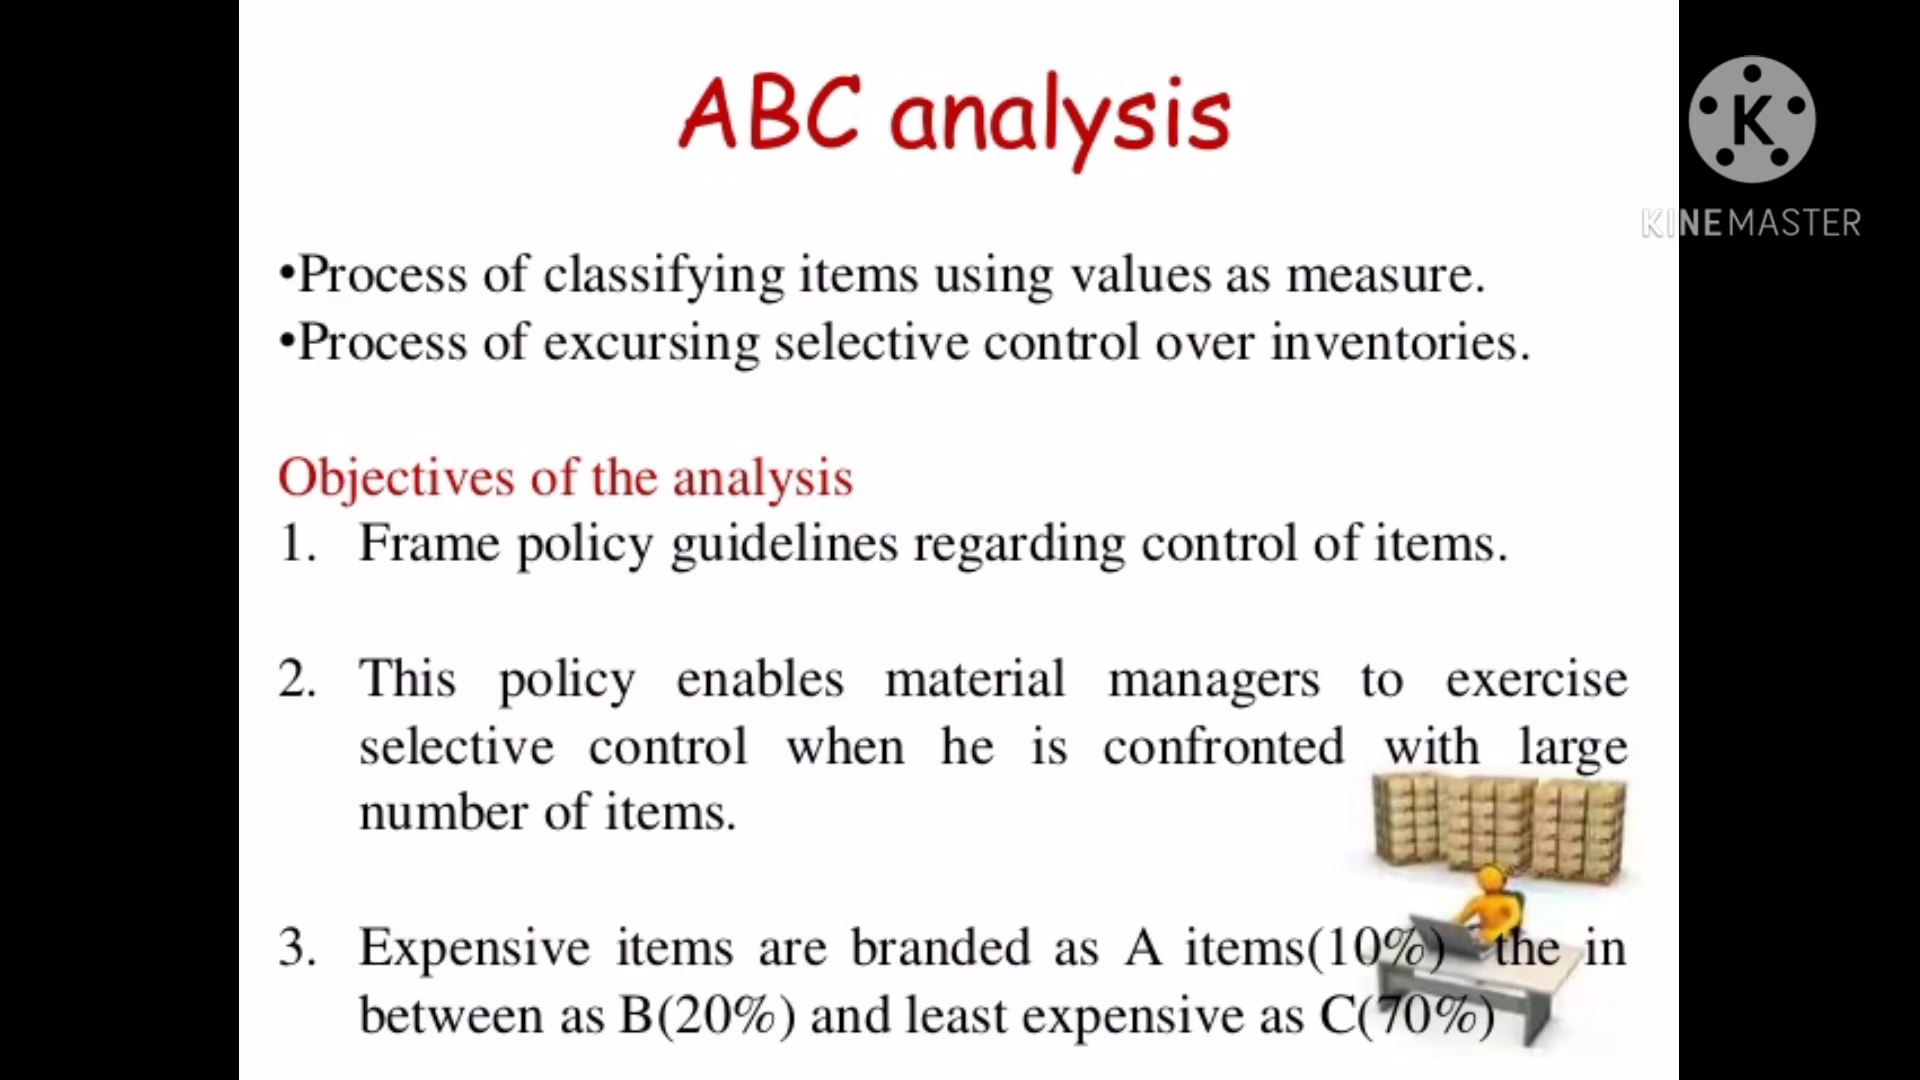 ABC analysis
K
KINEMASTER
•Process of classifying items using values as measure.
•Process of excursing selective control over inventories.
Objectives of the analysis
1. Frame policy guidelines regarding control of items.
2. This policy enables material managers to exercise
selective control when he is confronted with large
number of items.
3. Expensive items are branded as A items(10%) the in
between as B(20%) and least expensive as C(70%)